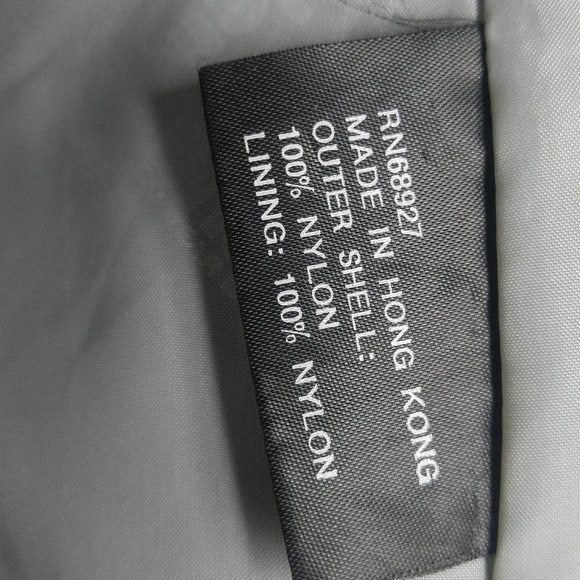 RN68927
MADE IN HONG KONG
OUTER SHELL:
100% NYLON
LINING: 100% NYLON